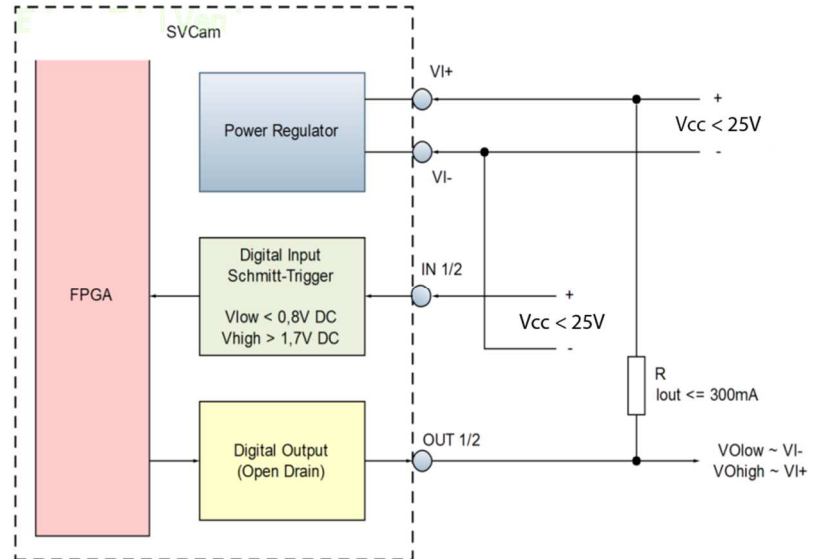 SVCam
VI+
+
Vcc < 25V
-
VI-
Power Regulator
Digital Input
Schmitt-Trigger
Vlow < 0,8V DC
Vhigh > 1,7V DC
FPGA
IN 1/2
+
Vcc < 25V
-
R
Iout <= 300mA
Digital Output
(Open Drain)
OUT 1/2
VOlow ~ VI-
VOhigh ~ VI+